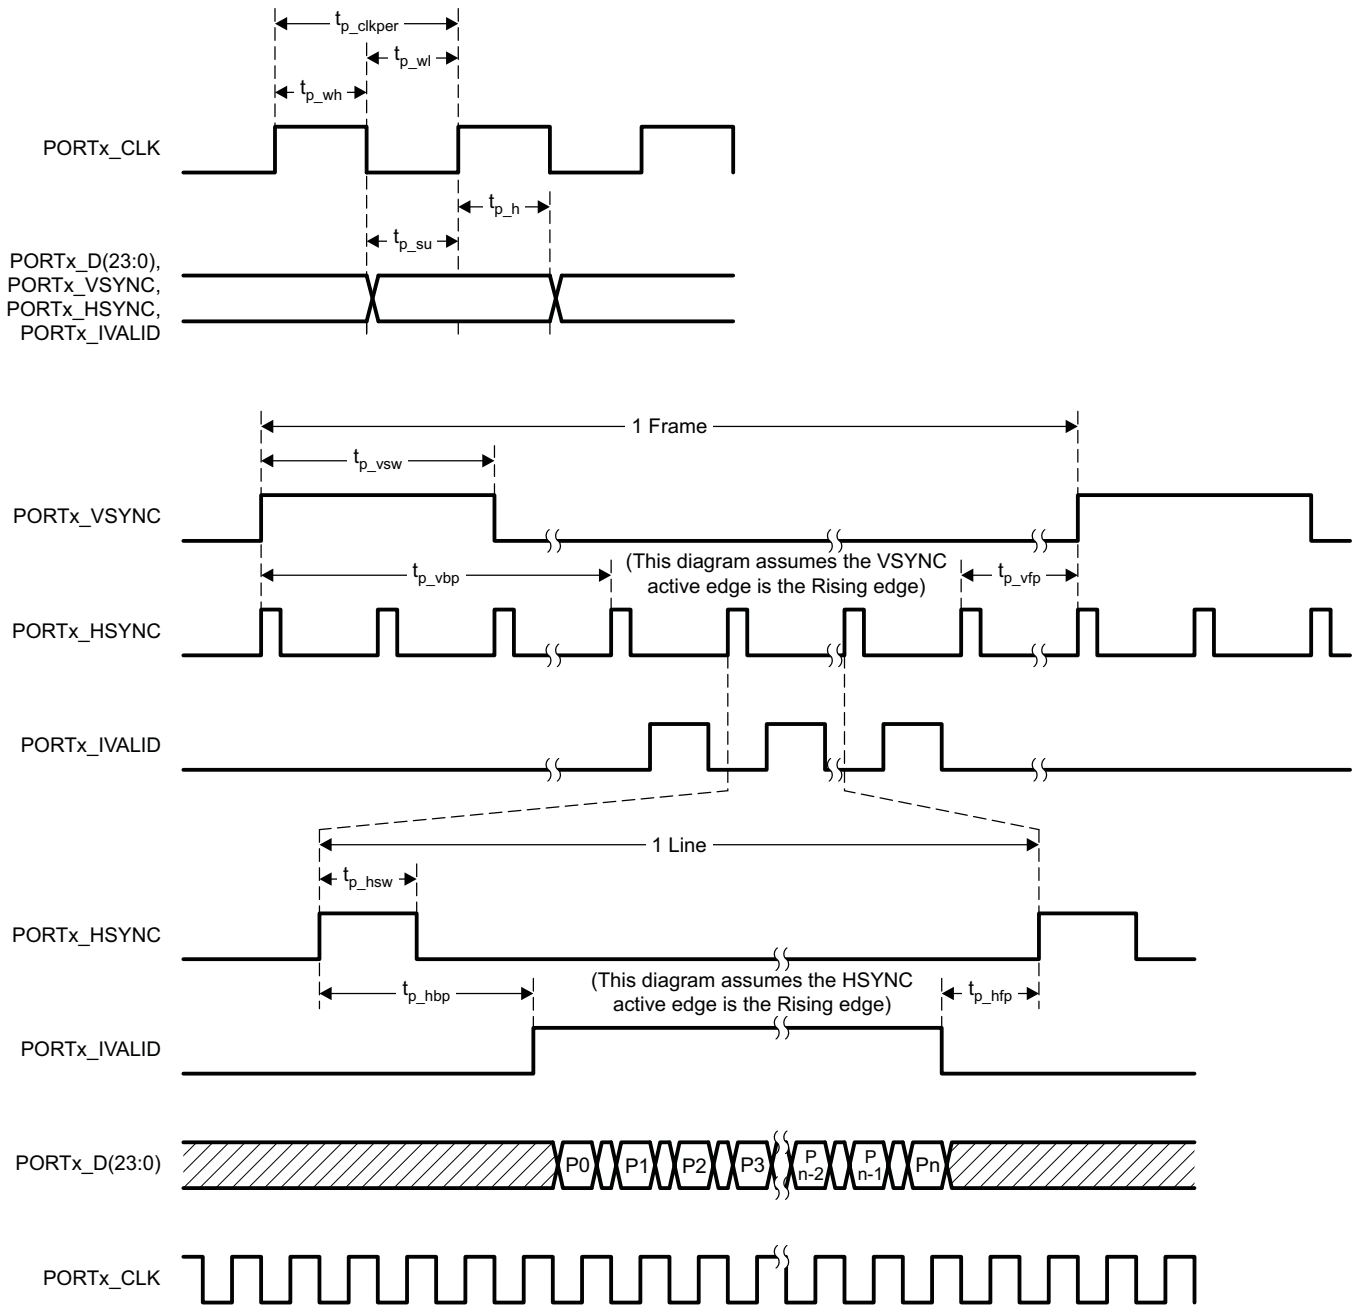 t_p_clkper
t_p_wl
t_p_wh
PORTx_CLK
t_p_h
t_p_su
PORTx_D(23:0),
PORTx_VSYNC,
PORTx_HSYNC,
PORTx_IVALID
1 Frame
t_p_vsw
PORTx_VSYNC
(This diagram assumes the VSYNC
active edge is the Rising edge)
t_p_vbp
t_p_vfp
PORTx_HSYNC
PORTx_IVALID
1 Line
t_p_hsw
PORTx_HSYNC
(This diagram assumes the HSYNC
active edge is the Rising edge)
t_p_hbp
t_p_hfp
PORTx_IVALID
PORTx_D(23:0)
P0 P1 P2 P3 P n-2 P n-1 Pn
PORTx_CLK